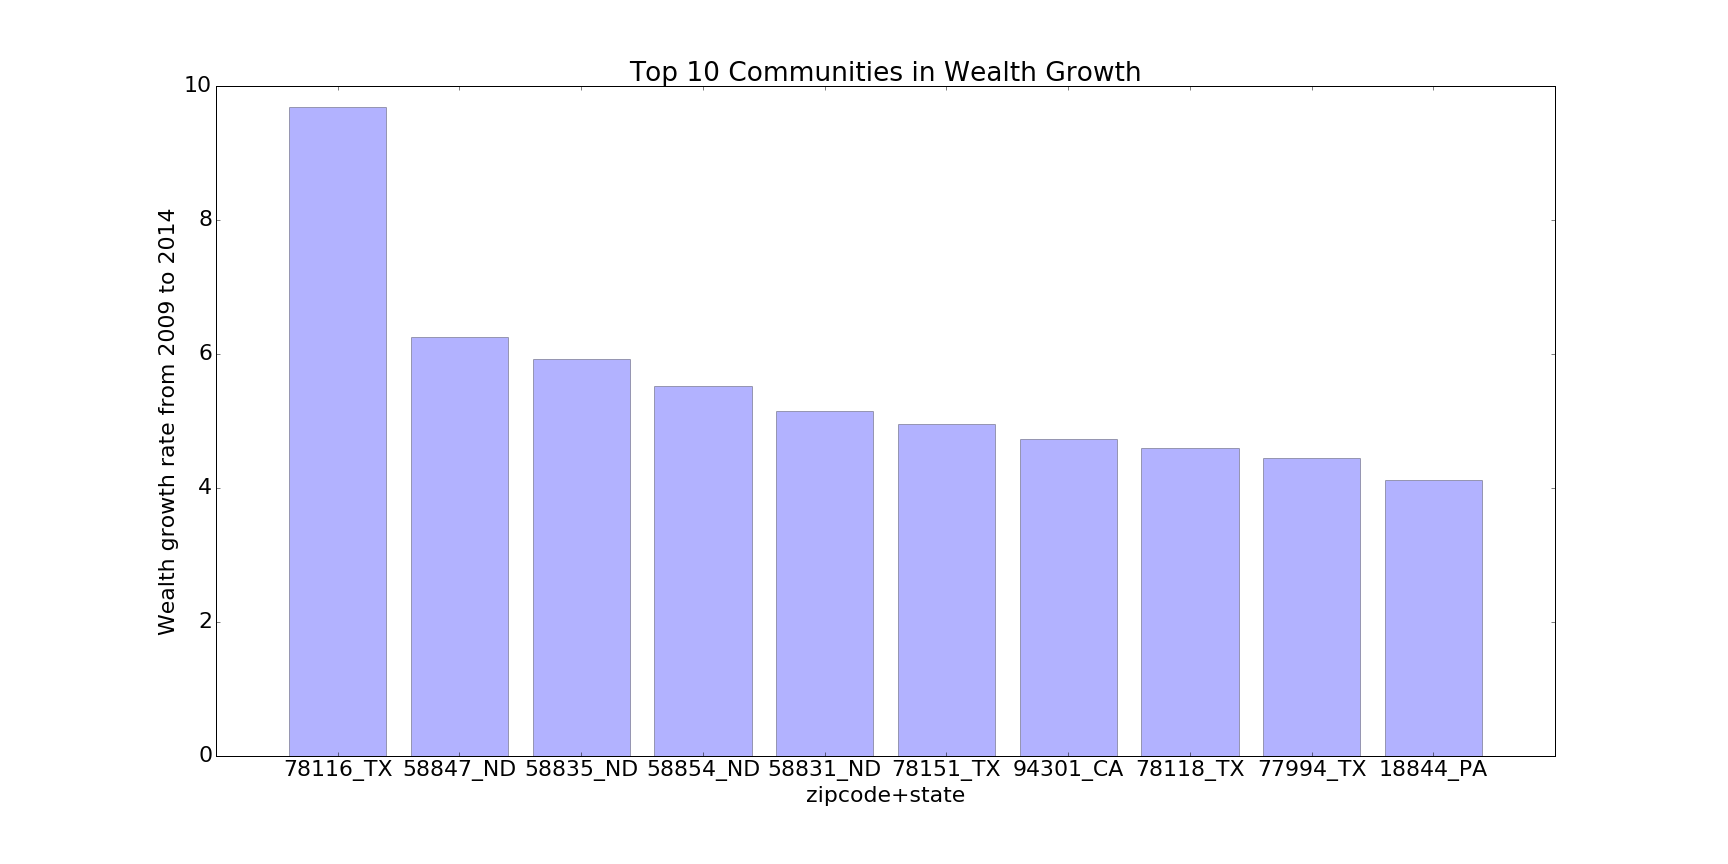 Top 10 Communities in Wealth Growth
10
8
6
4
2
0
Wealth growth rate from 2009 to 2014
78116_TX 58847_ND 58835_ND 58854_ND 58831_ND 78151_TX 94301_CA 78118_TX 77994_TX 18844_PA
zipcode+state